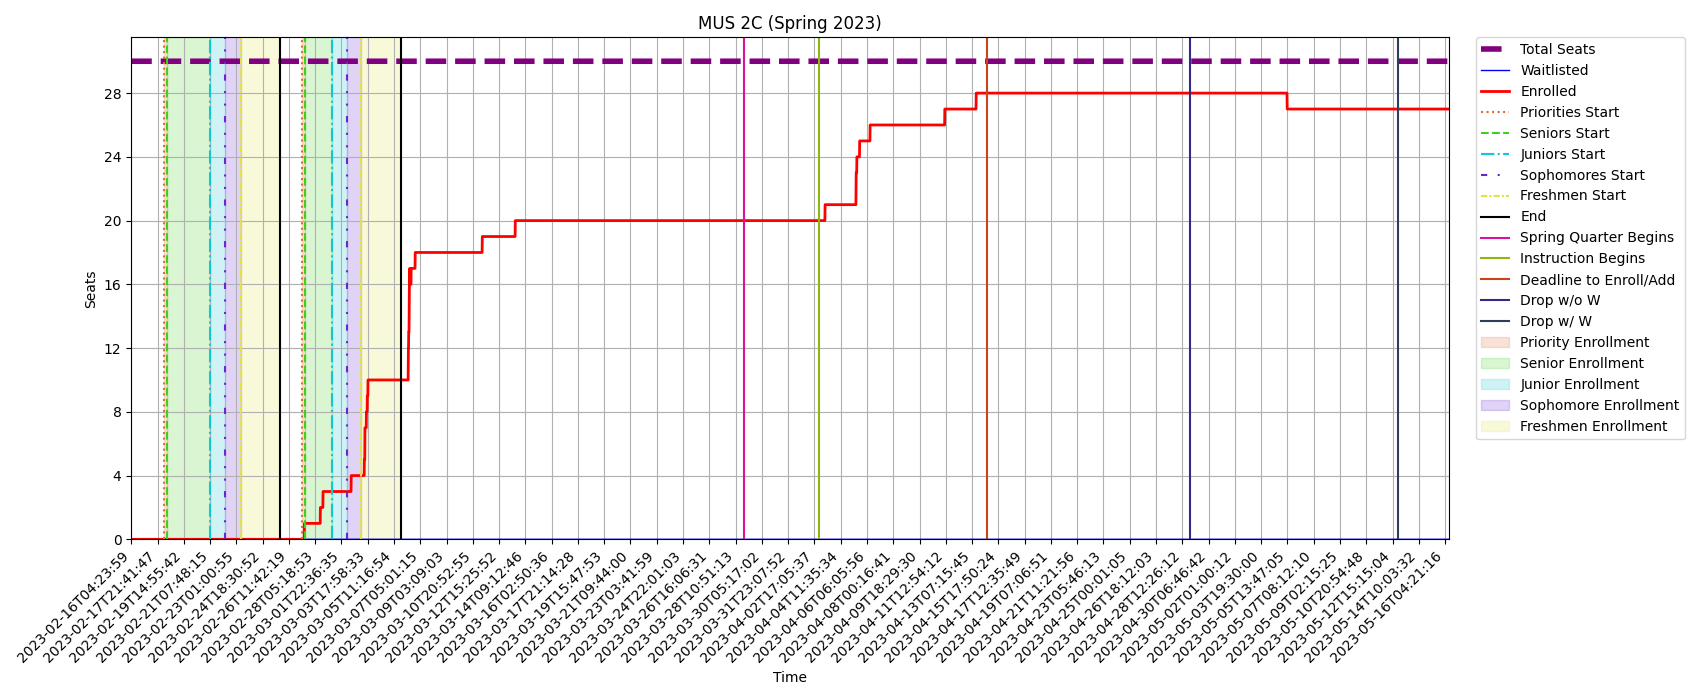 MUS 2C (Spring 2023)
Seats
28
24
20
16
12
8
4
0
2023-02-16T04:23:59
2023-02-17T21:41:47
2023-02-19T14:55:42
2023-02-21T07:48:15
2023-02-23T01:00:55
2023-02-24T18:30:52
2023-02-26T11:42:19
2023-02-28T05:18:53
2023-03-01T22:36:35
2023-03-03T17:58:33
2023-03-05T11:16:54
2023-03-07T05:01:15
2023-03-09T03:09:03
2023-03-10T20:52:55
2023-03-12T15:25:52
2023-03-14T09:12:46
2023-03-16T02:50:36
2023-03-17T21:14:28
2023-03-19T15:47:53
2023-03-21T09:44:00
2023-03-23T03:41:59
2023-03-24T22:01:03
2023-03-26T16:06:31
2023-03-28T10:51:13
2023-03-30T05:17:02
2023-03-31T23:07:52
2023-04-02T17:05:37
2023-04-04T11:35:34
2023-04-06T06:05:56
2023-04-08T00:16:41
2023-04-09T18:29:30
2023-04-11T12:54:12
2023-04-13T07:15:45
2023-04-15T17:50:24
2023-04-17T12:35:49
2023-04-19T07:06:51
2023-04-21T11:21:56
2023-04-23T05:46:13
2023-04-25T00:01:05
2023-04-26T18:12:03
2023-04-28T12:26:12
2023-04-30T06:46:42
2023-05-02T01:00:12
2023-05-03T19:30:00
2023-05-05T13:47:05
2023-05-07T08:12:10
2023-05-09T02:15:25
2023-05-10T20:54:48
2023-05-12T15:15:04
2023-05-14T10:03:32
2023-05-16T04:21:16
Time
Total Seats
Waitlisted
Enrolled
Priorities Start
Seniors Start
Juniors Start
Sophomores Start
Freshmen Start
End
Spring Quarter Begins
Instruction Begins
Deadline to Enroll/Add
Drop w/o W
Drop w/ W
Priority Enrollment
Senior Enrollment
Junior Enrollment
Sophomore Enrollment
Freshmen Enrollment